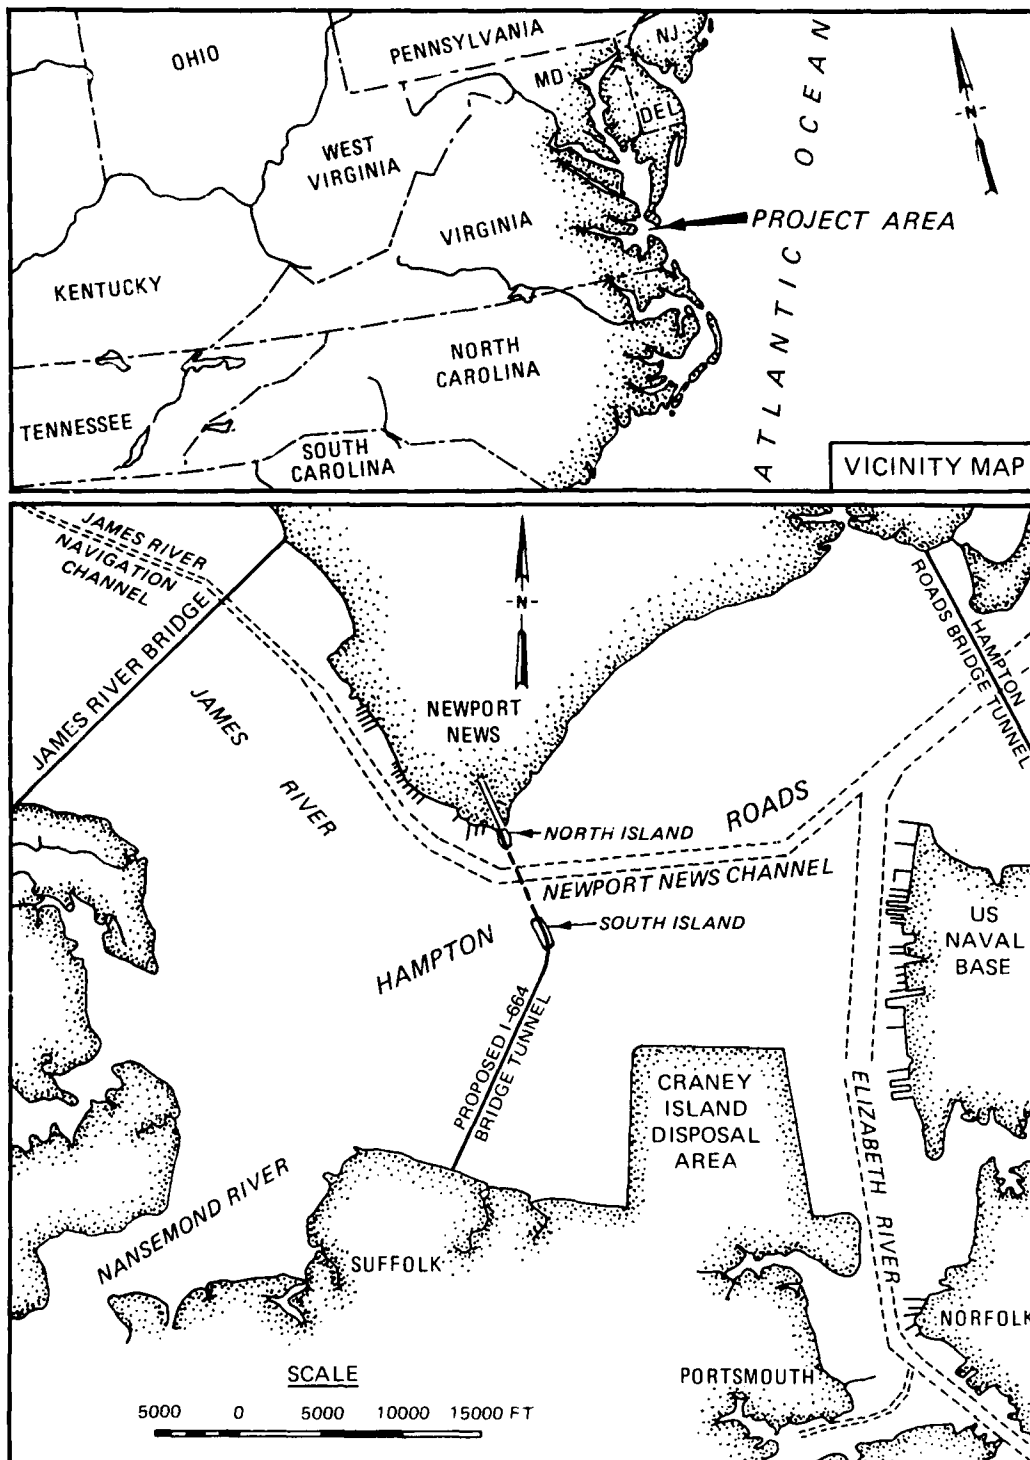 OHIO
PENNSYLVANIA
NJ
MD
DEL
WEST
VIRGINIA
VIRGINIA
KENTUCKY
NORTH
CAROLINA
TENNESSEE
SOUTH
CAROLINA
ATLANTIC OCEAN
-N-
PROJECT AREA
VICINITY MAP
JAMES RIVER
NAVIGATION
CHANNEL
JAMES RIVER BRIDGE
JAMES
RIVER
-N-
NEWPORT
NEWS
HAMPTON
ROADS BRIDGE TUNNEL
ROADS
NORTH ISLAND
NEWPORT NEWS CHANNEL
SOUTH ISLAND
HAMPTON
US
NAVAL
BASE
PROPOSED I-664
BRIDGE TUNNEL
CRANEY
ISLAND
DISPOSAL
AREA
ELIZABETH RIVER
NANSEMOND RIVER
SUFFOLK
NORFOLK
PORTSMOUTH
SCALE
5000 0 5000 10000 15000 FT